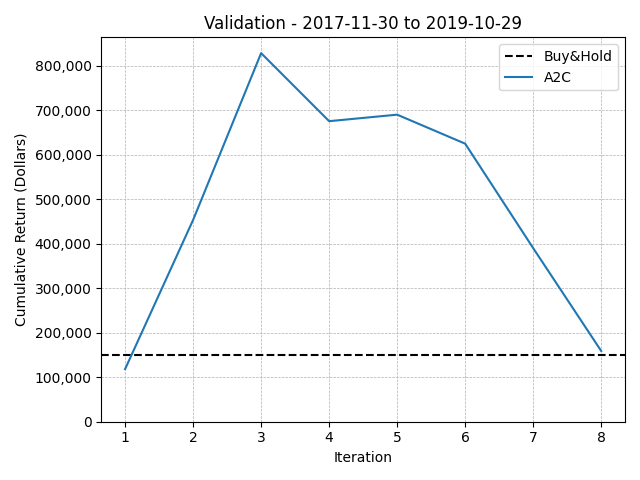 Validation - 2017-11-30 to 2019-10-29
Buy&Hold
A2C
Cumulative Return (Dollars)
800,000
700,000
600,000
500,000
400,000
300,000
200,000
100,000
0
1 2 3 4 5 6 7 8
Iteration